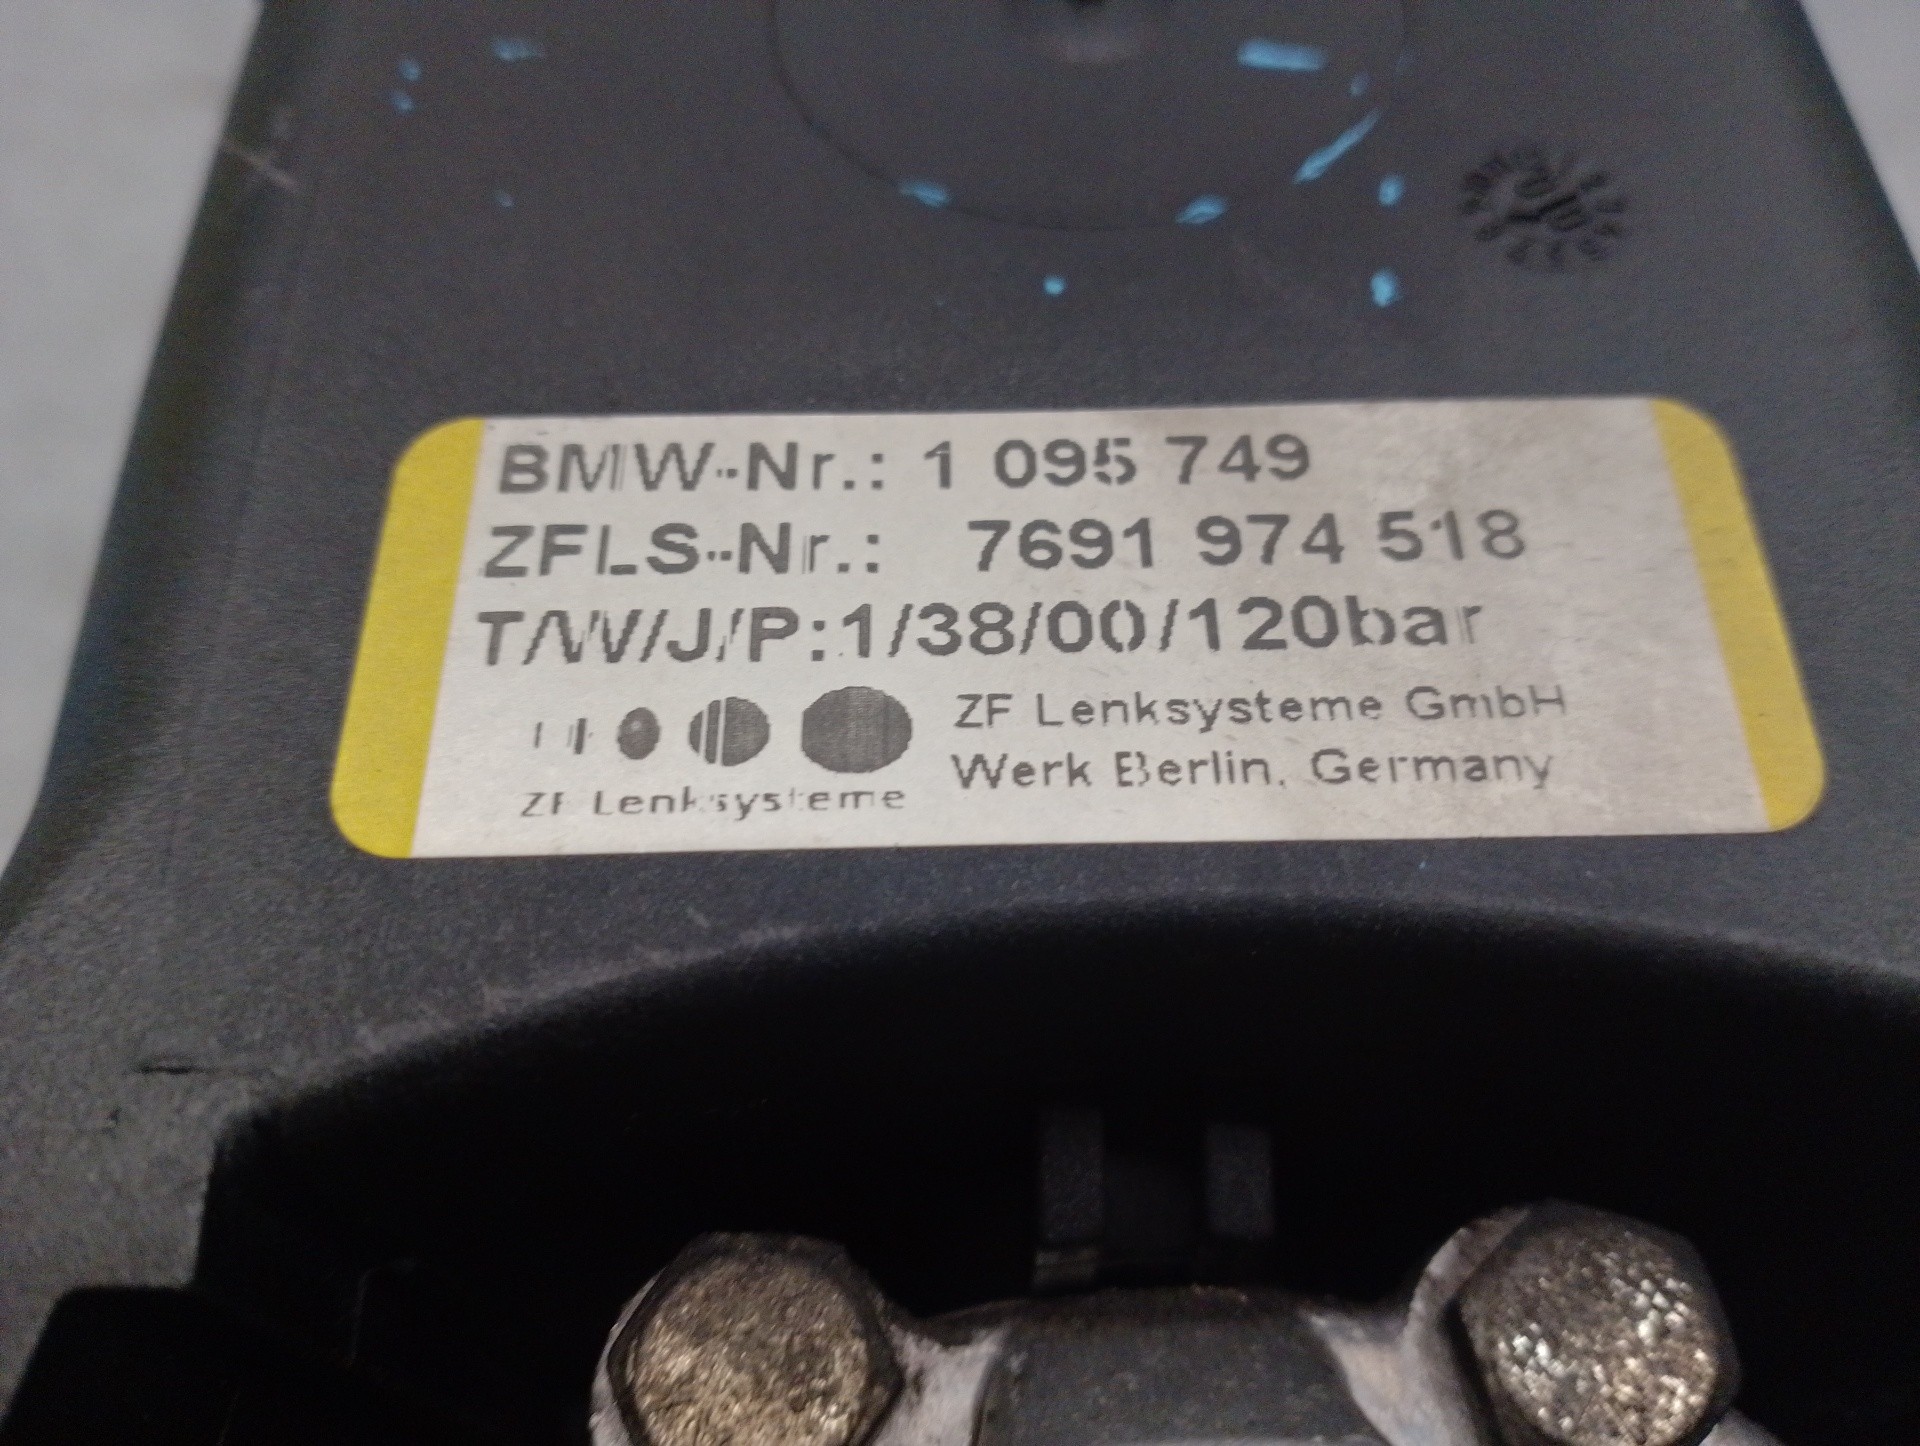 BMW-Nr.: 1 095 749
ZFLS-Nr.: 7691 974 518
T/W/J/P:1/38/00/120bar
ZF Lenksysteme GmbH
Werk Berlin, Germany
ZF Lenksysteme